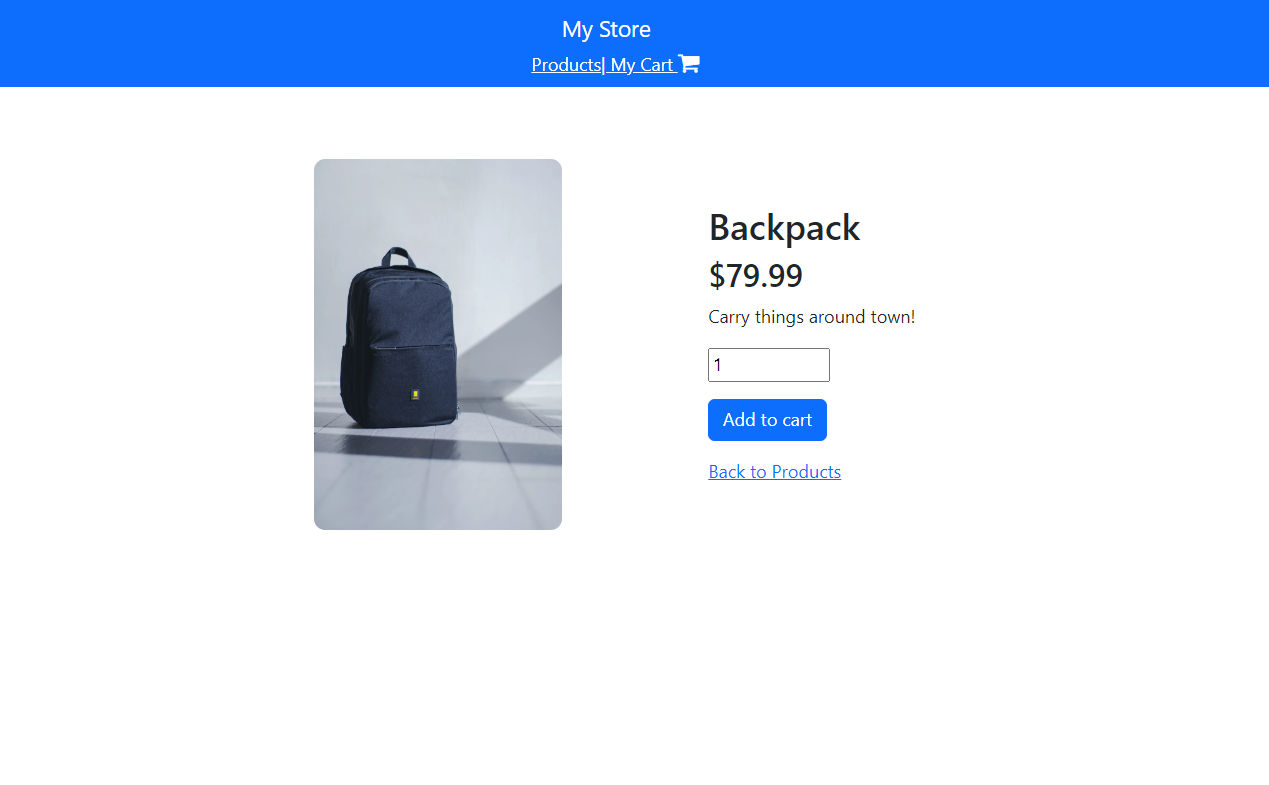 My Store
Products| My Cart
Backpack
$79.99
Carry things around town!
1
Add to cart
Back to Products